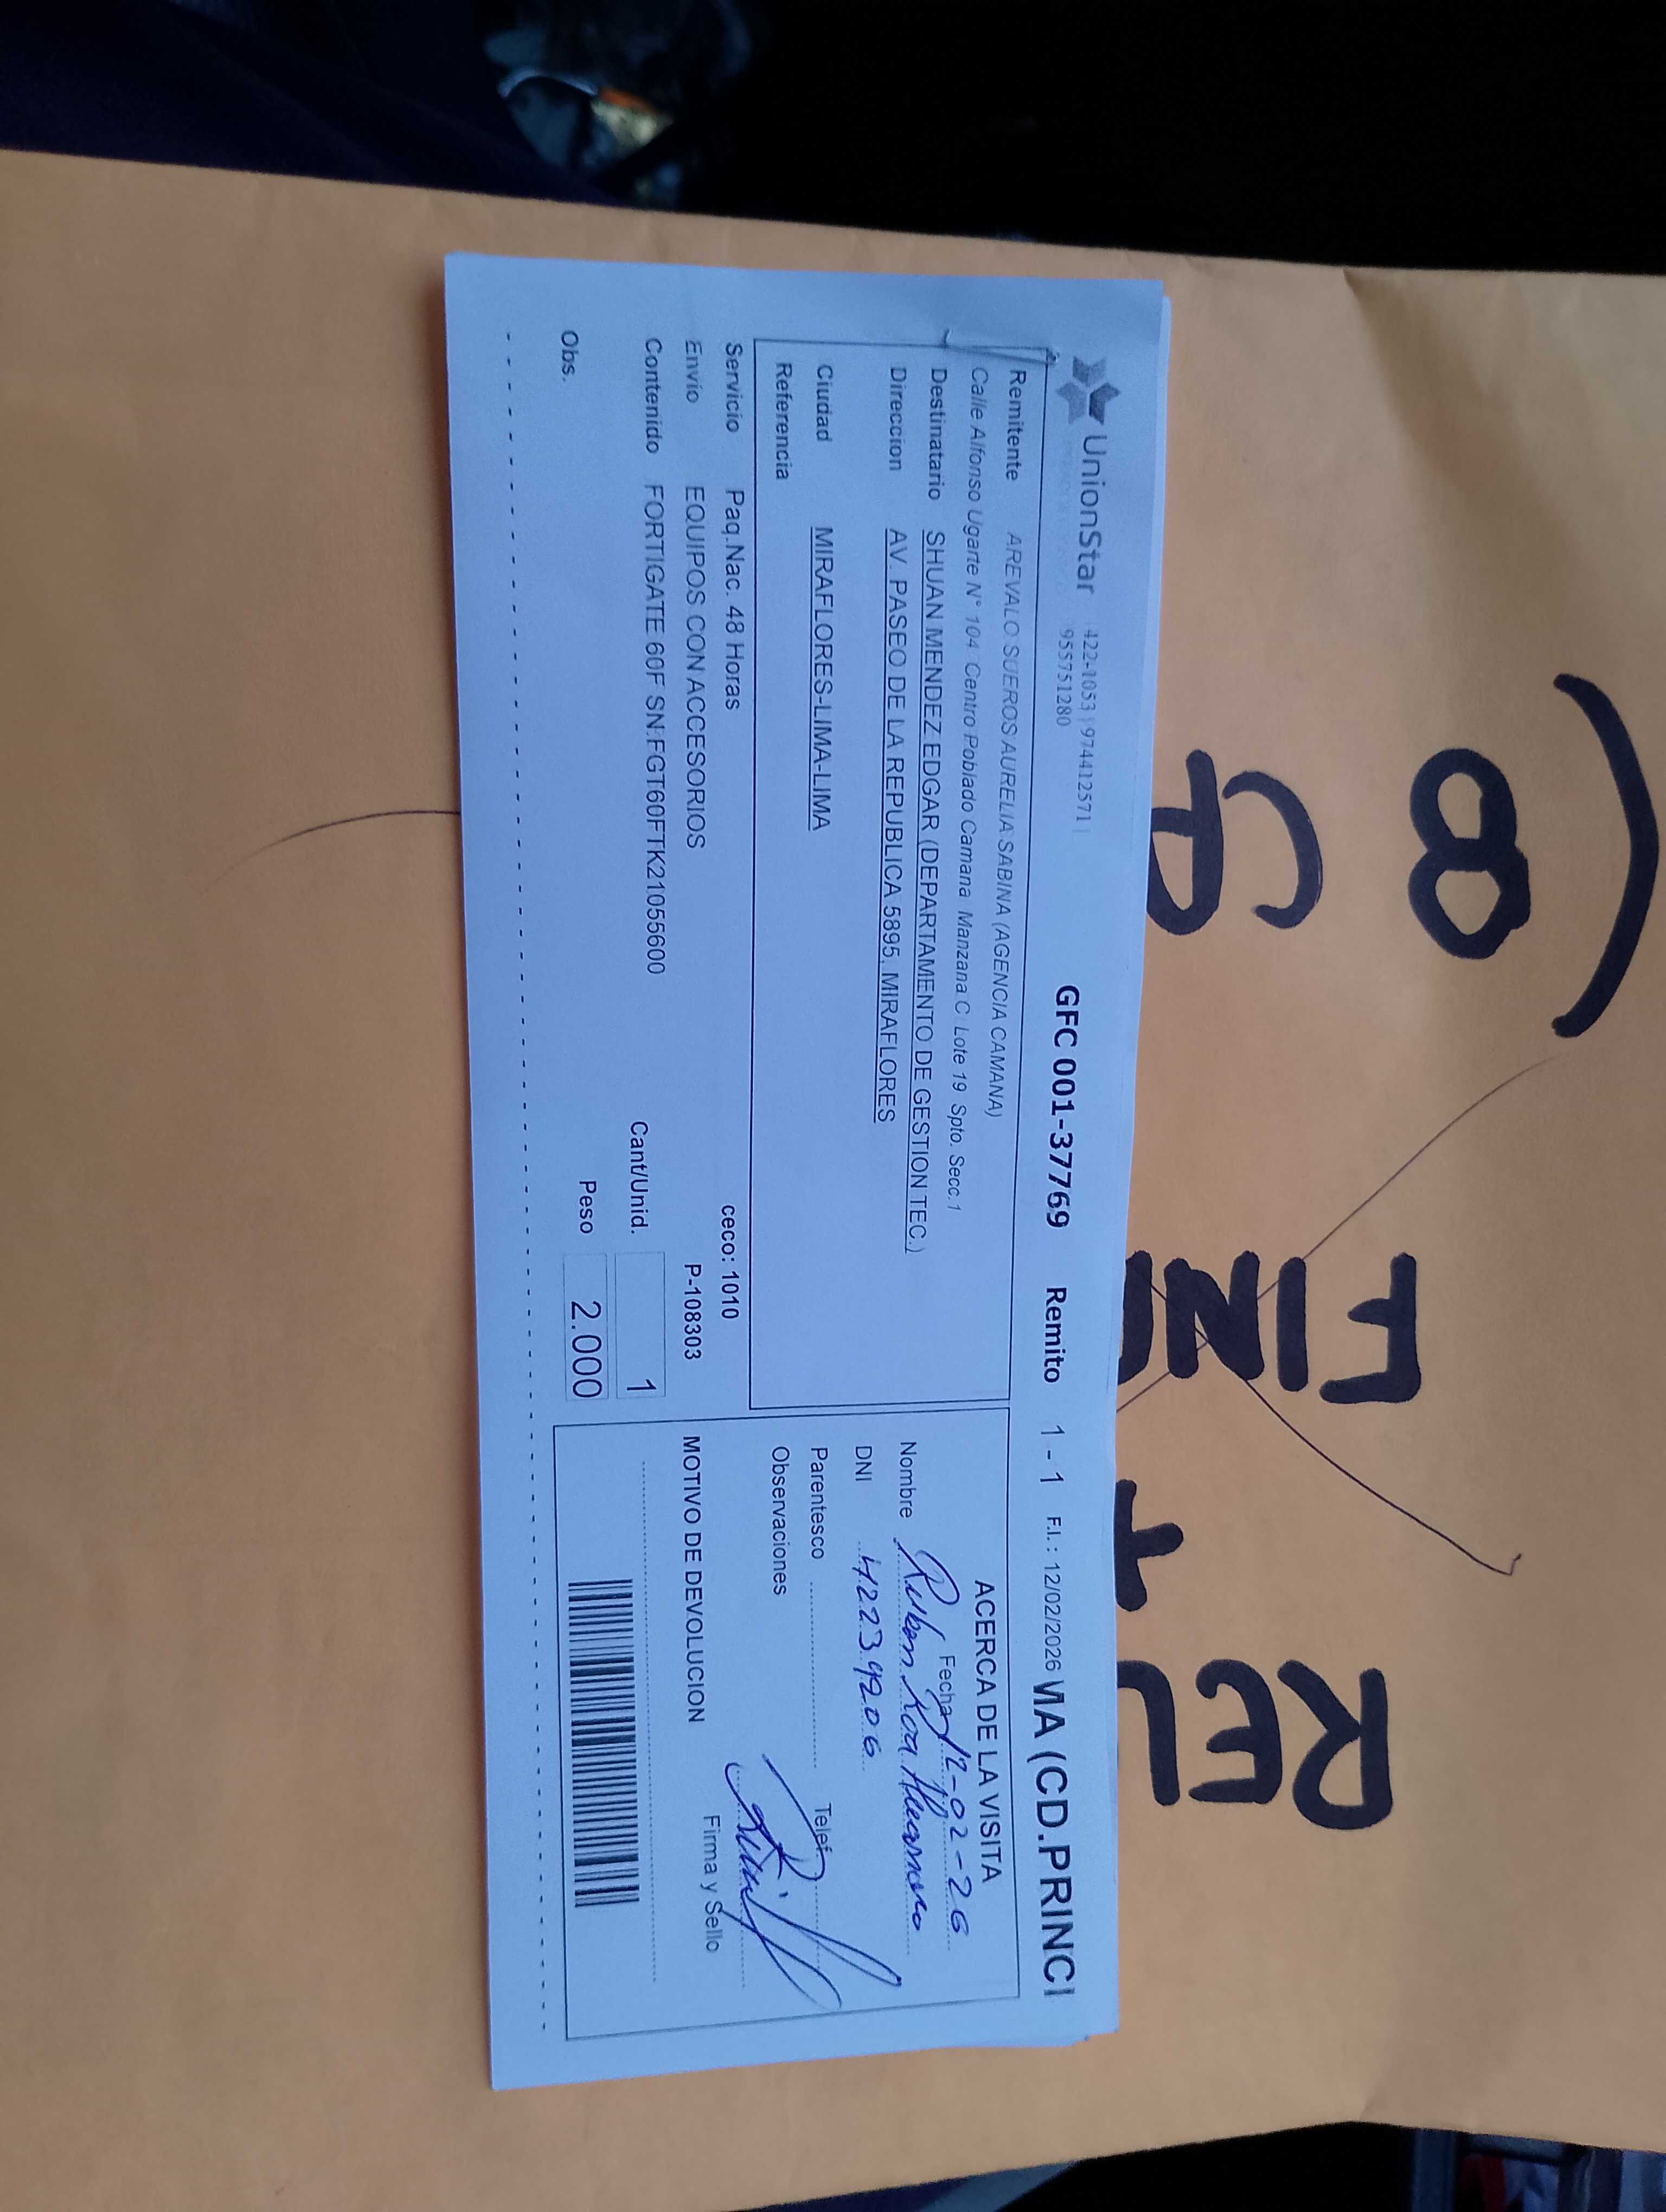 UnionStar 422-1053 | 974412571 |
955751280
GFC 001-37769 Remito 1 - 1 F.I.: 12/02/2026 MA (CD.PRINCI
Remitente AREVALO SUEROS AURELIA SABINA (AGENCIA CAMANA)
Calle Alfonso Ugarte N° 104 Centro Poblado Camana Manzana C Lote 19 Spto. Secc.1
Destinatario SHUAN MENDEZ EDGAR (DEPARTAMENTO DE GESTION TEC.)
Direccion AV. PASEO DE LA REPUBLICA 5895, MIRAFLORES
Ciudad MIRAFLORES-LIMA-LIMA
Referencia
Servicio Paq.Nac. 48 Horas ceco: 1010
Envio EQUIPOS CON ACCESORIOS P-108303
Contenido FORTIGATE 60F SN:FGT60FTK21055600
Cant/Unid. 1
Obs. Peso 2.000
ACERCA DE LA VISITA
Fecha 12-02-26
Nombre Ruben Roa
DNI 42239206
Parentesco Telef.
Observaciones
Firma y Sello
MOTIVO DE DEVOLUCION